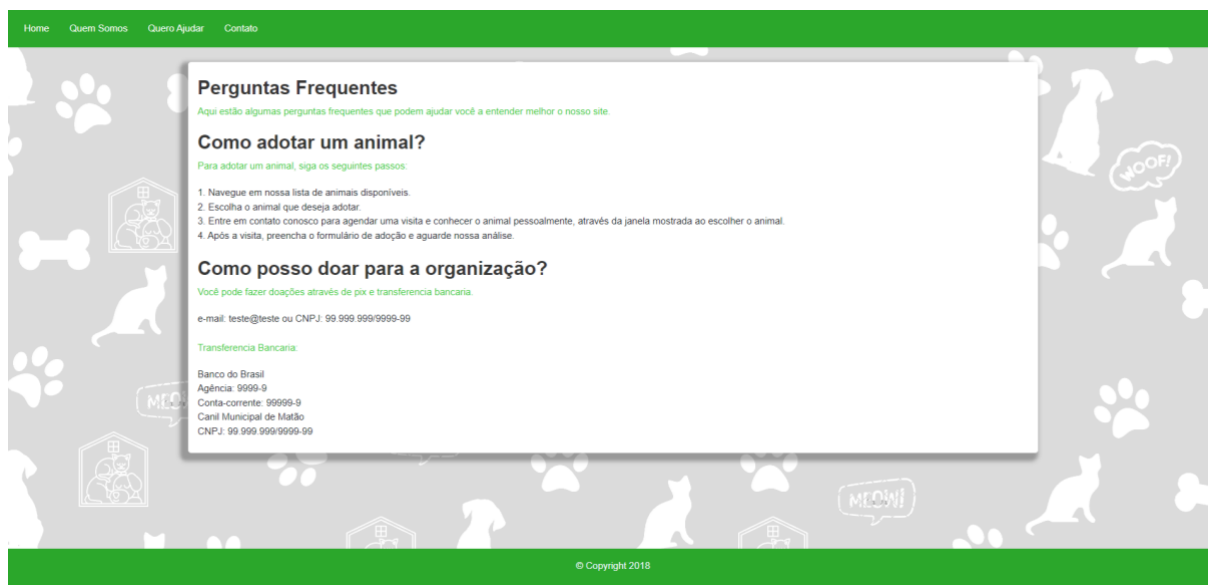 Home Quem Somos Quero Ajudar Contato
Perguntas Frequentes
Aqui estão algumas perguntas frequentes que podem ajudar você a entender melhor o nosso site.
Como adotar um animal?
Para adotar um animal, siga os seguintes passos:
WOOF!
1. Navegue em nossa lista de animais disponíveis.
2. Escolha o animal que deseja adotar.
3. Entre em contato conosco para agendar uma visita e conhecer o animal pessoalmente, através da janela mostrada ao escolher o animal.
4. Após a visita, preencha o formulário de adoção e aguarde nossa análise.
Como posso doar para a organização?
Você pode fazer doações através de pix e transferencia bancaria.
e-mail: teste@teste ou CNPJ: 99.999.999/9999-99
Transferencia Bancaria:
Banco do Brasil
Agência: 9999-9
Conta-corrente: 99999-9
Canil Municipal de Matão
CNPJ: 99.999.999/9999-99
MEOW!
© Copyright 2018